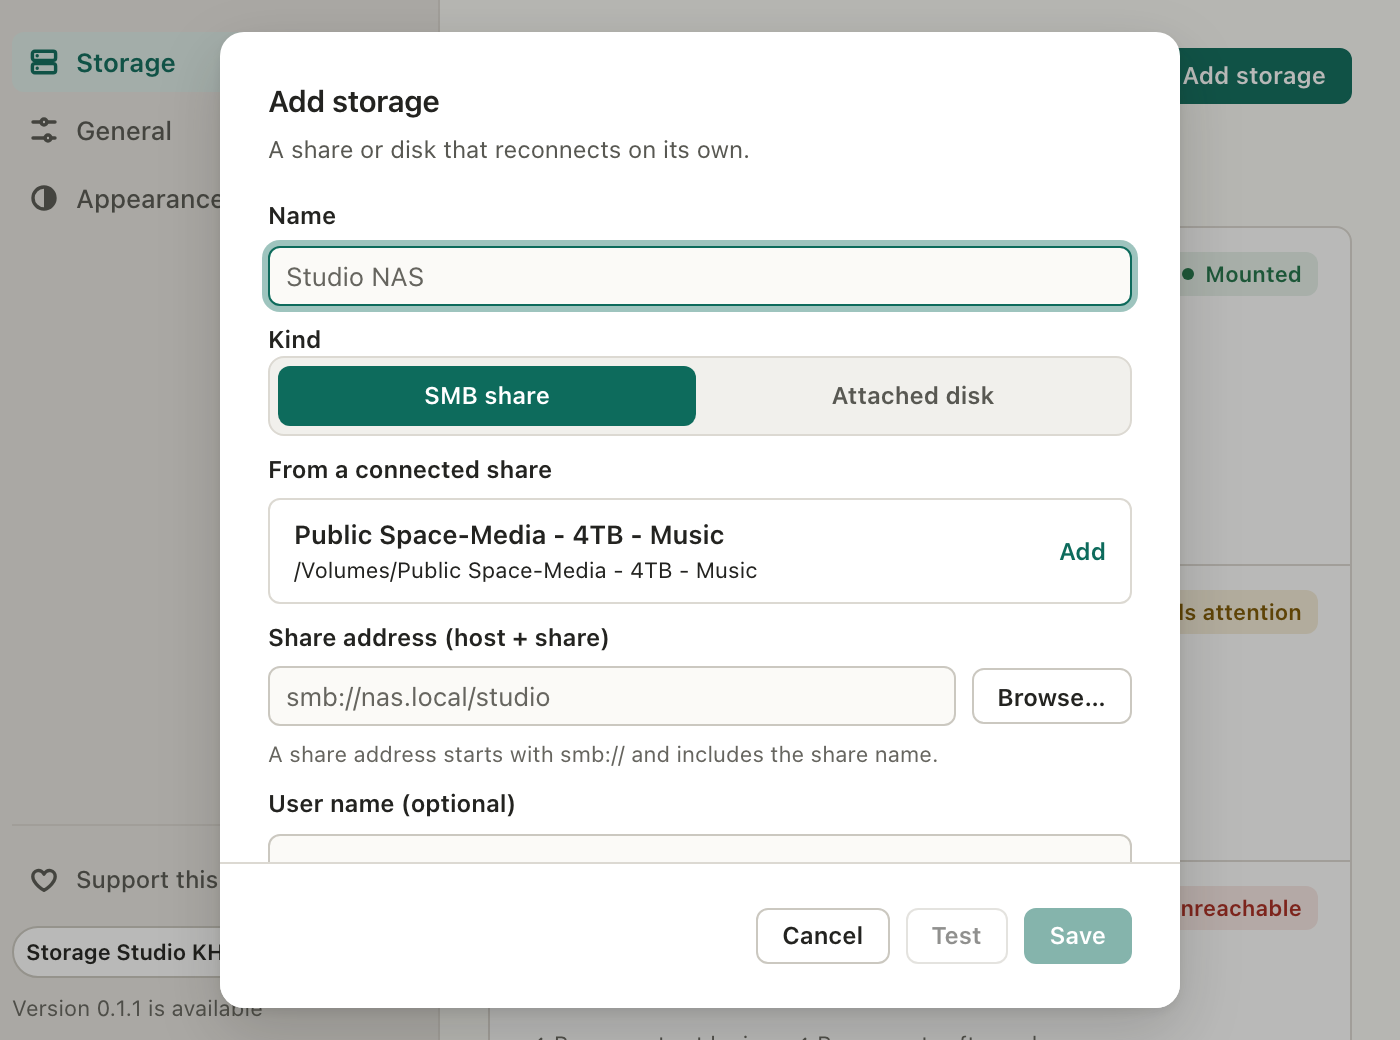 Storage
General
Appearance
Support this
Storage Studio KH
Version 0.1.1 is available
Add storage
Mounted
attention
Add storage
A share or disk that reconnects on its own.
Name
Studio NAS
Kind
SMB share
Attached disk
From a connected share
Public Space-Media - 4TB - Music
/Volumes/Public Space-Media - 4TB - Music
Add
Share address (host + share)
smb://nas.local/studio
Browse...
A share address starts with smb:// and includes the share name.
User name (optional)
Cancel
Test
Save